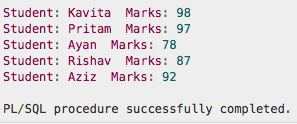 Student: Kavita  Marks: 98
Student: Pritam  Marks: 97
Student: Ayan  Marks: 78
Student: Rishav  Marks: 87
Student: Aziz  Marks: 92
PL/SQL procedure successfully completed.